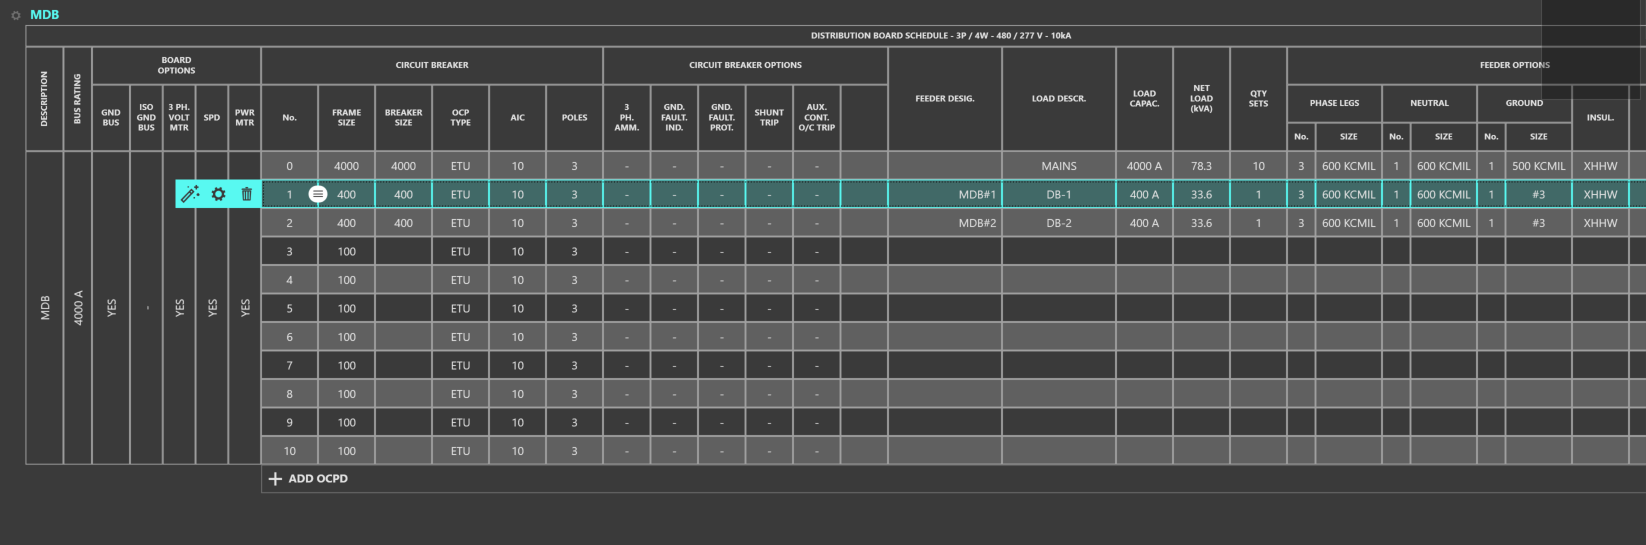 MDB
DISTRIBUTION BOARD SCHEDULE - 3P / 4W - 480 / 277 V - 10kA
DESCRIPTION
BUS RATING
BOARD
OPTIONS
CIRCUIT BREAKER
CIRCUIT BREAKER OPTIONS
FEEDER DESIG.
LOAD DESCR.
LOAD
CAPAC.
NET
LOAD
(kVA)
QTY
SETS
FEEDER OPTIONS
GND
BUS
ISO
GND
BUS
3 PH.
VOLT
MTR
SPD
PWR
MTR
No.
FRAME
SIZE
BREAKER
SIZE
OCP
TYPE
AIC
POLES
3
PH.
AMM.
GND.
FAULT.
IND.
GND.
FAULT.
PROT.
SHUNT
TRIP
AUX.
CONT.
O/C TRIP
PHASE LEGS
NEUTRAL
GROUND
INSUL.
No. SIZE No. SIZE No. SIZE
MDB
4000 A
YES
-
YES
YES
YES
0 4000 4000 ETU 10 3 - - - - - MAINS 4000 A 78.3 10 3 600 KCMIL 1 600 KCMIL 1 500 KCMIL XHHW
1 400 400 ETU 10 3 - - - - - MDB#1 DB-1 400 A 33.6 1 3 600 KCMIL 1 600 KCMIL 1 #3 XHHW
2 400 400 ETU 10 3 - - - - - MDB#2 DB-2 400 A 33.6 1 3 600 KCMIL 1 600 KCMIL 1 #3 XHHW
3 100 ETU 10 3 - - - - -
4 100 ETU 10 3 - - - - -
5 100 ETU 10 3 - - - - -
6 100 ETU 10 3 - - - - -
7 100 ETU 10 3 - - - - -
8 100 ETU 10 3 - - - - -
9 100 ETU 10 3 - - - - -
10 100 ETU 10 3 - - - - -
+ ADD OCPD